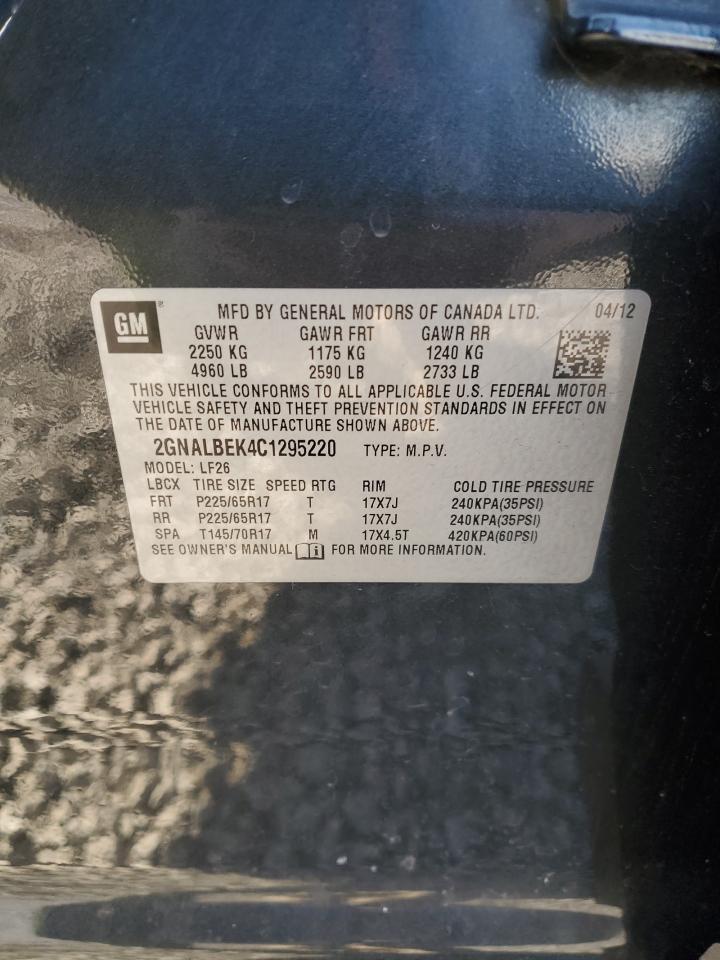 GM ® MFD BY GENERAL MOTORS OF CANADA LTD. 04/12
GVWR GAWR FRT GAWR RR
2250 KG 1175 KG 1240 KG
4960 LB 2590 LB 2733 LB
THIS VEHICLE CONFORMS TO ALL APPLICABLE U.S. FEDERAL MOTOR
VEHICLE SAFETY AND THEFT PREVENTION STANDARDS IN EFFECT ON
THE DATE OF MANUFACTURE SHOWN ABOVE.
2GNALBEK4C1295220 TYPE: M.P.V.
MODEL: LF26
LBCX TIRE SIZE SPEED RTG RIM COLD TIRE PRESSURE
FRT P225/65R17 T 17X7J 240KPA(35PSI)
RR P225/65R17 T 17X7J 240KPA(35PSI)
SPA T145/70R17 M 17X4.5T 420KPA(60PSI)
SEE OWNER'S MANUAL i FOR MORE INFORMATION.